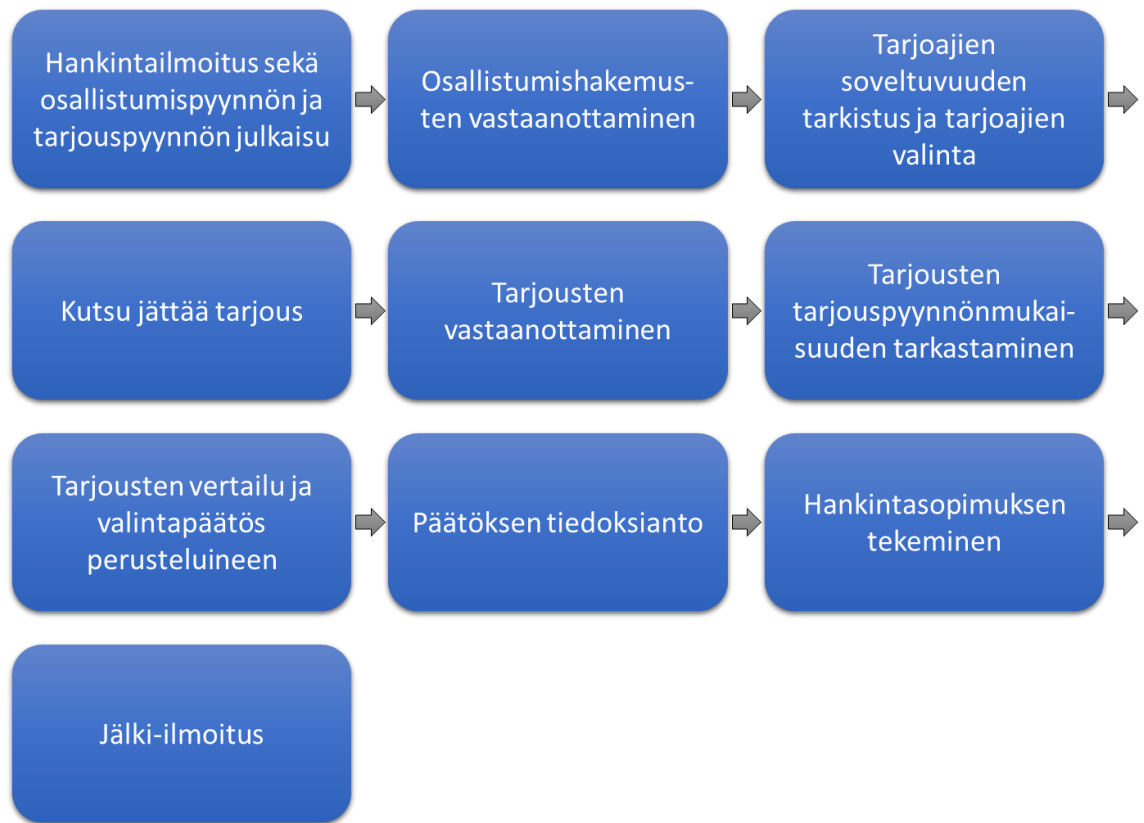 Hankintailmoitus sekä
osallistumispyynnön ja
tarjouspyynnön julkaisu
Osallistumishakemus-
ten vastaanottaminen
Tarjoajien
soveltuvuuden
tarkistus ja tarjoajien
valinta
Kutsu jättää tarjous
Tarjousten
vastaanottaminen
Tarjousten
tarjouspyynnönmukai-
suuden tarkastaminen
Tarjousten vertailu ja
valintapäätös
perusteluineen
Päätöksen tiedoksianto
Hankintasopimuksen
tekeminen
Jälki-ilmoitus